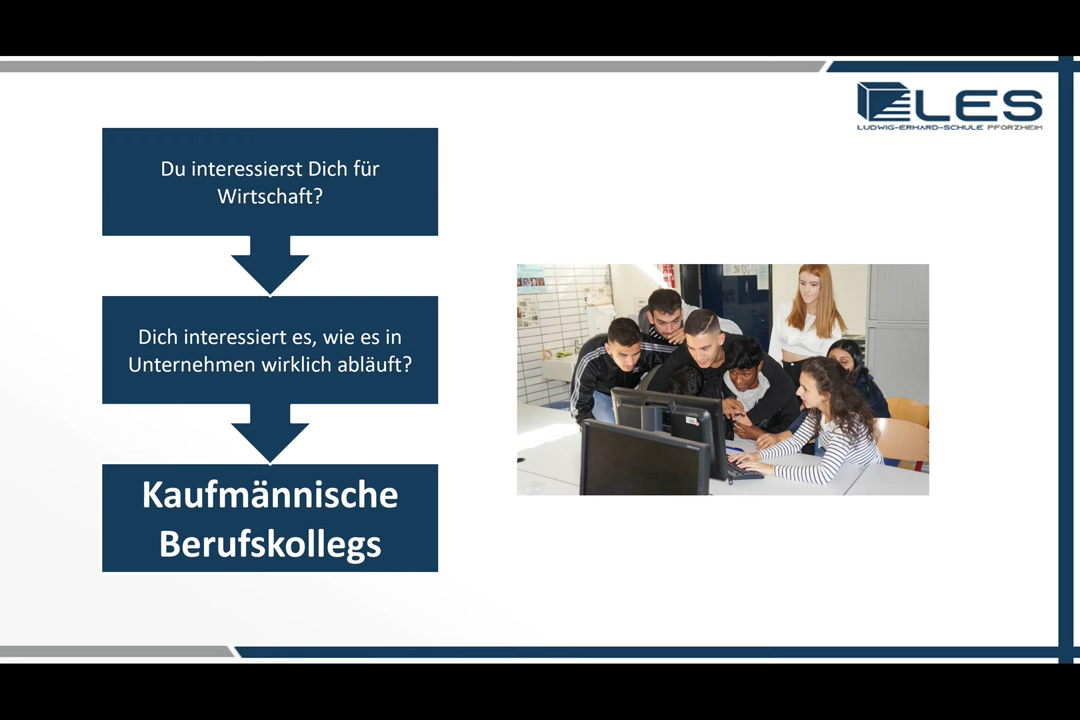 LES
LUDWIG-ERHARD-SCHULE PFORZHEIM
Du interessierst Dich für
Wirtschaft?
Dich interessiert es, wie es in
Unternehmen wirklich abläuft?
Kaufmännische
Berufskollegs